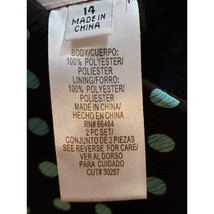 14
MADE IN
CHINA
BODY/CUERPO:
100% POLYESTER/
POLIESTER
LINING/FORRO:
100% POLYESTER/
POLIESTER
MADE IN CHINA/
HECHO EN CHINA
RN# 66464
2 PC SET/
CONJUNTO DE 2 PIEZAS
SEE REVERSE FOR CARE/
VER AL DORSO
PARA CUIDADO
CUT# 30287